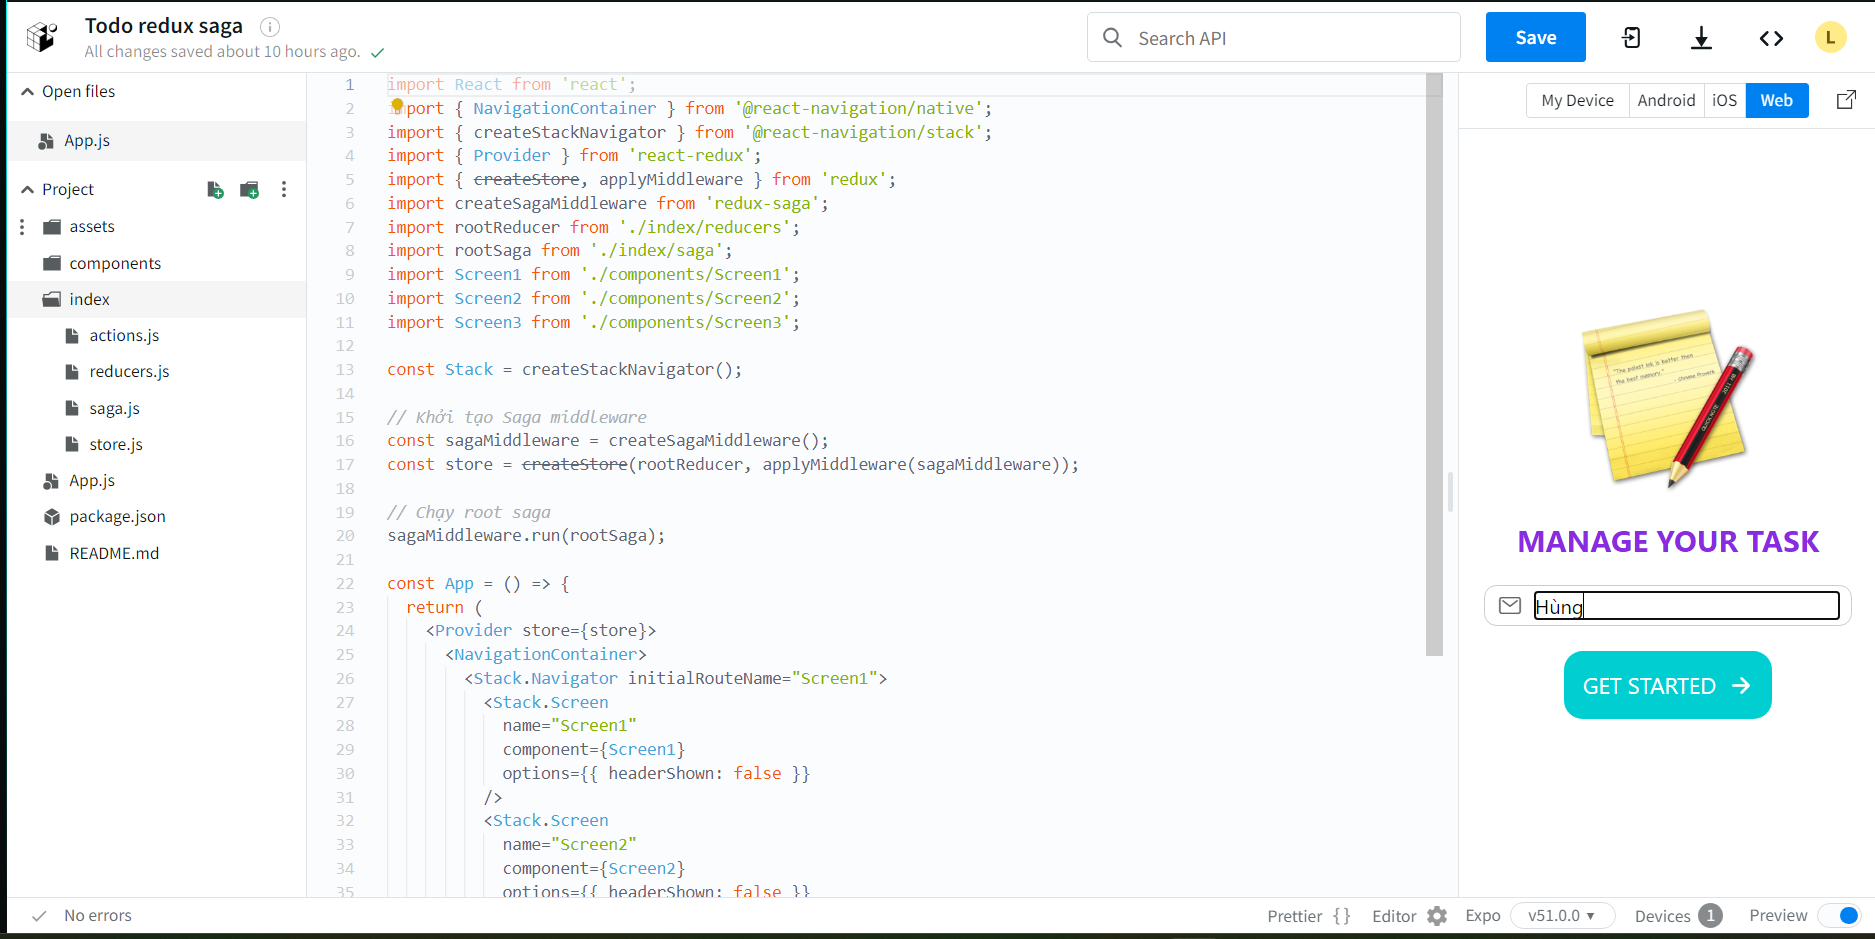 Todo redux saga
All changes saved about 10 hours ago.
Search API
Save
L
Open files
App.js
Project
assets
components
index
actions.js
reducers.js
saga.js
store.js
App.js
package.json
README.md
1 import React from 'react';
2 import { NavigationContainer } from '@react-navigation/native';
3 import { createStackNavigator } from '@react-navigation/stack';
4 import { Provider } from 'react-redux';
5 import { createStore, applyMiddleware } from 'redux';
6 import createSagaMiddleware from 'redux-saga';
7 import rootReducer from './index/reducers';
8 import rootSaga from './index/saga';
9 import Screen1 from './components/Screen1';
10 import Screen2 from './components/Screen2';
11 import Screen3 from './components/Screen3';
12
13 const Stack = createStackNavigator();
14
15 // Khởi tạo Saga middleware
16 const sagaMiddleware = createSagaMiddleware();
17 const store = createStore(rootReducer, applyMiddleware(sagaMiddleware));
18
19 // Chạy root saga
20 sagaMiddleware.run(rootSaga);
21
22 const App = () => {
23 return (
24 <Provider store={store}>
25 <NavigationContainer>
26 <Stack.Navigator initialRouteName="Screen1">
27 <Stack.Screen
28 name="Screen1"
29 component={Screen1}
30 options={{ headerShown: false }}
31 />
32 <Stack.Screen
33 name="Screen2"
34 component={Screen2}
35 options={{ headerShown: false }}
My Device Android iOS Web
"The palest ink is better than
the best memory."
- Chinese Proverb
MANAGE YOUR TASK
Hùng
GET STARTED
No errors
Prettier {} Editor Expo v51.0.0 Devices 1 Preview